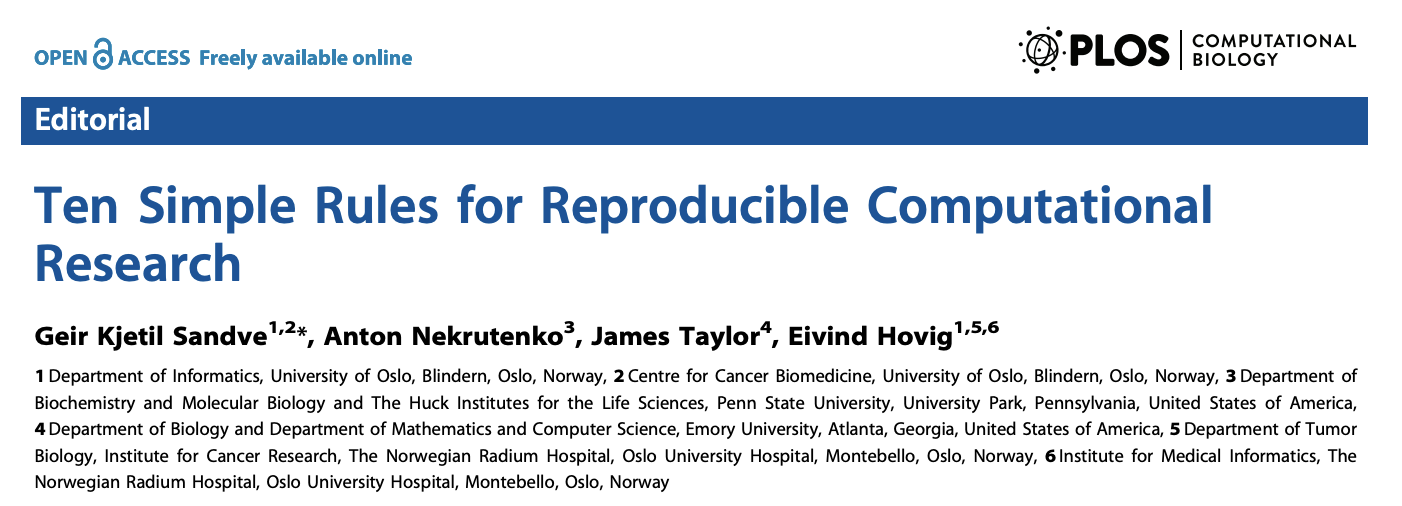 OPEN ACCESS Freely available online
PLOS | COMPUTATIONAL
BIOLOGY
Editorial
Ten Simple Rules for Reproducible Computational
Research
Geir Kjetil Sandve1,2*, Anton Nekrutenko3, James Taylor4, Eivind Hovig1,5,6
1 Department of Informatics, University of Oslo, Blindern, Oslo, Norway, 2 Centre for Cancer Biomedicine, University of Oslo, Blindern, Oslo, Norway, 3 Department of
Biochemistry and Molecular Biology and The Huck Institutes for the Life Sciences, Penn State University, University Park, Pennsylvania, United States of America,
4 Department of Biology and Department of Mathematics and Computer Science, Emory University, Atlanta, Georgia, United States of America, 5 Department of Tumor
Biology, Institute for Cancer Research, The Norwegian Radium Hospital, Oslo University Hospital, Montebello, Oslo, Norway, 6 Institute for Medical Informatics, The
Norwegian Radium Hospital, Oslo University Hospital, Montebello, Oslo, Norway